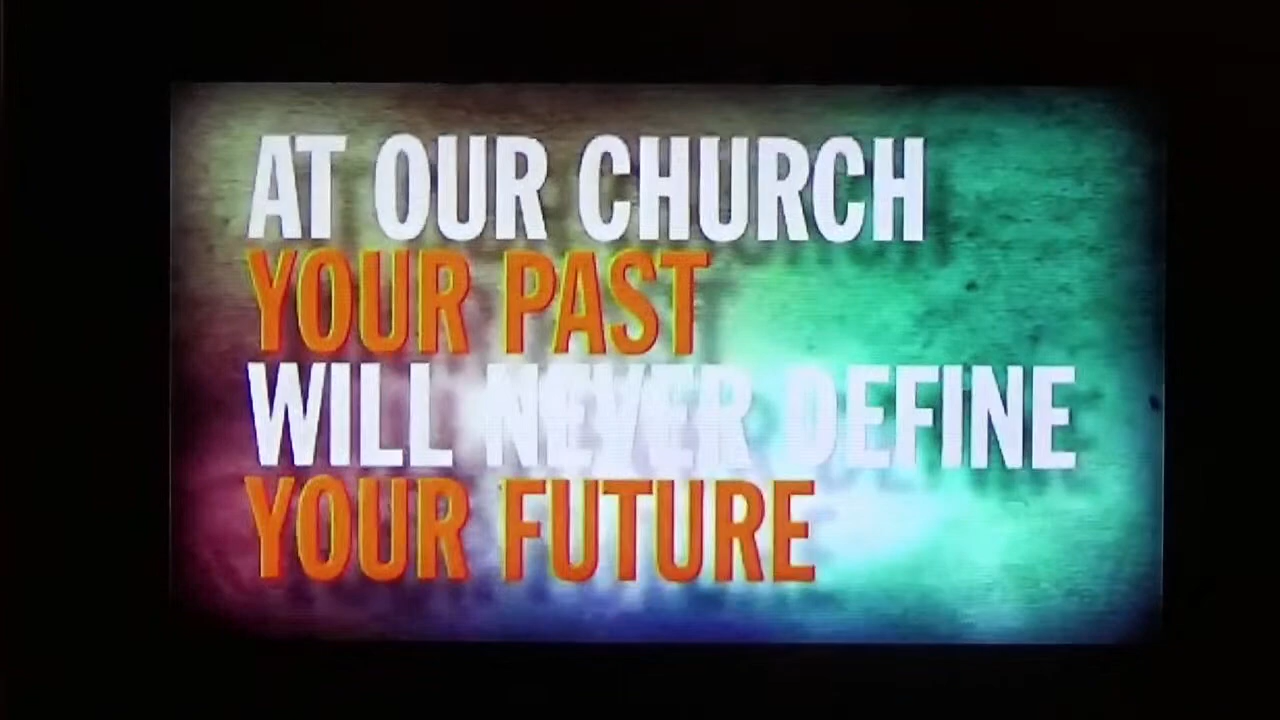 AT OUR CHURCH
YOUR PAST
WILL NEVER DEFINE
YOUR FUTURE